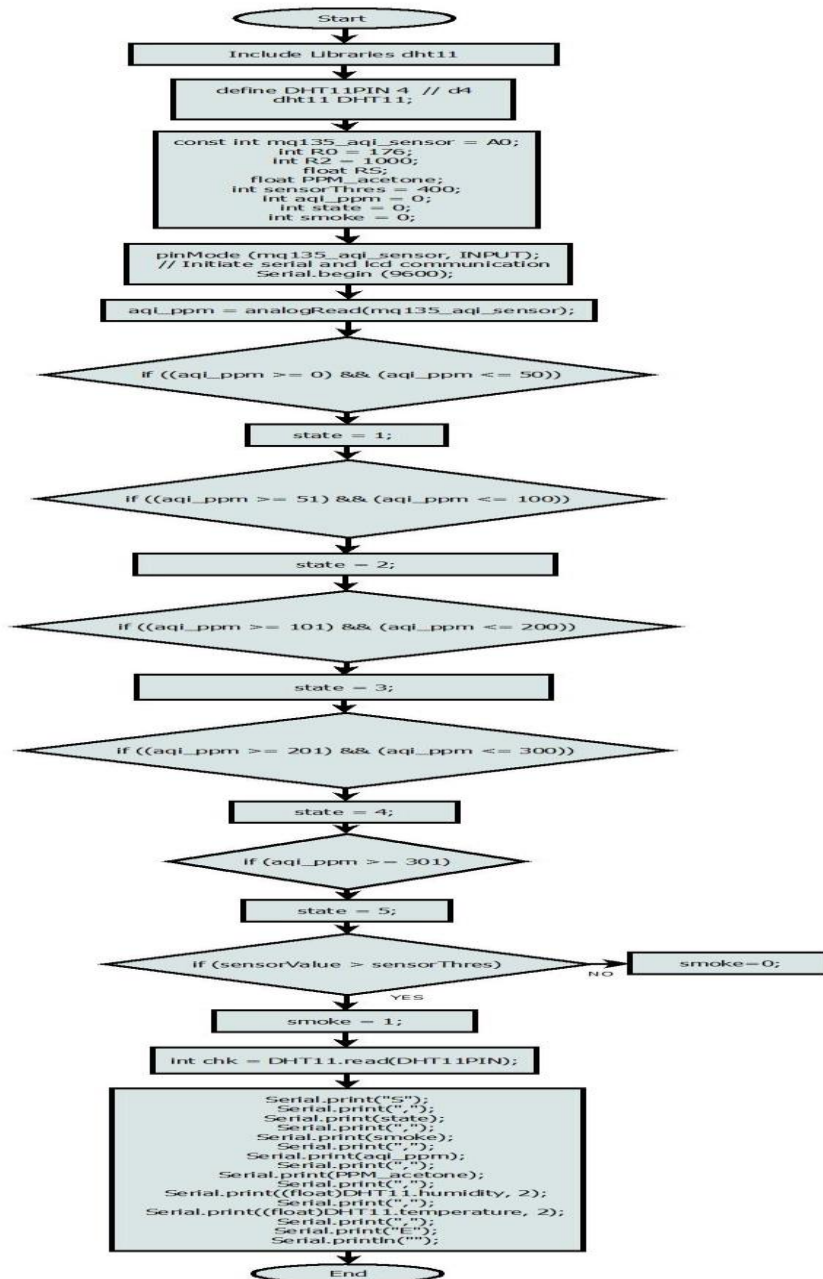 Start
Include Libraries dht11
define DHT11PIN 4 // d4
dht11 DHT11;
const int mq135_aqi_sensor = A0;
int R0 = 176;
int R2 = 1000;
float RS;
float PPM_acetone;
int sensorThres = 400;
int aqi_ppm = 0;
int state = 0;
int smoke = 0;
pinMode (mq135_aqi_sensor, INPUT);
// Initiate serial and lcd communication
Serial.begin (9600);
aqi_ppm = analogRead(mq135_aqi_sensor);
if ((aqi_ppm >= 0) && (aqi_ppm <= 50))
state = 1;
if ((aqi_ppm >= 51) && (aqi_ppm <= 100))
state = 2;
if ((aqi_ppm >= 101) && (aqi_ppm <= 200))
state = 3;
if ((aqi_ppm >= 201) && (aqi_ppm <= 300))
state = 4;
if (aqi_ppm >= 301)
state = 5;
if (sensorValue > sensorThres)
NO
smoke=0;
YES
smoke = 1;
int chk = DHT11.read(DHT11PIN);
Serial.print("S");
Serial.print(",");
Serial.print(state);
Serial.print(",");
Serial.print(smoke);
Serial.print(",");
Serial.print(aqi_ppm);
Serial.print(",");
Serial.print(PPM_acetone);
Serial.print(",");
Serial.print((float)DHT11.humidity, 2);
Serial.print(",");
Serial.print((float)DHT11.temperature, 2);
Serial.print(",");
Serial.print("E");
Serial.println("");
End